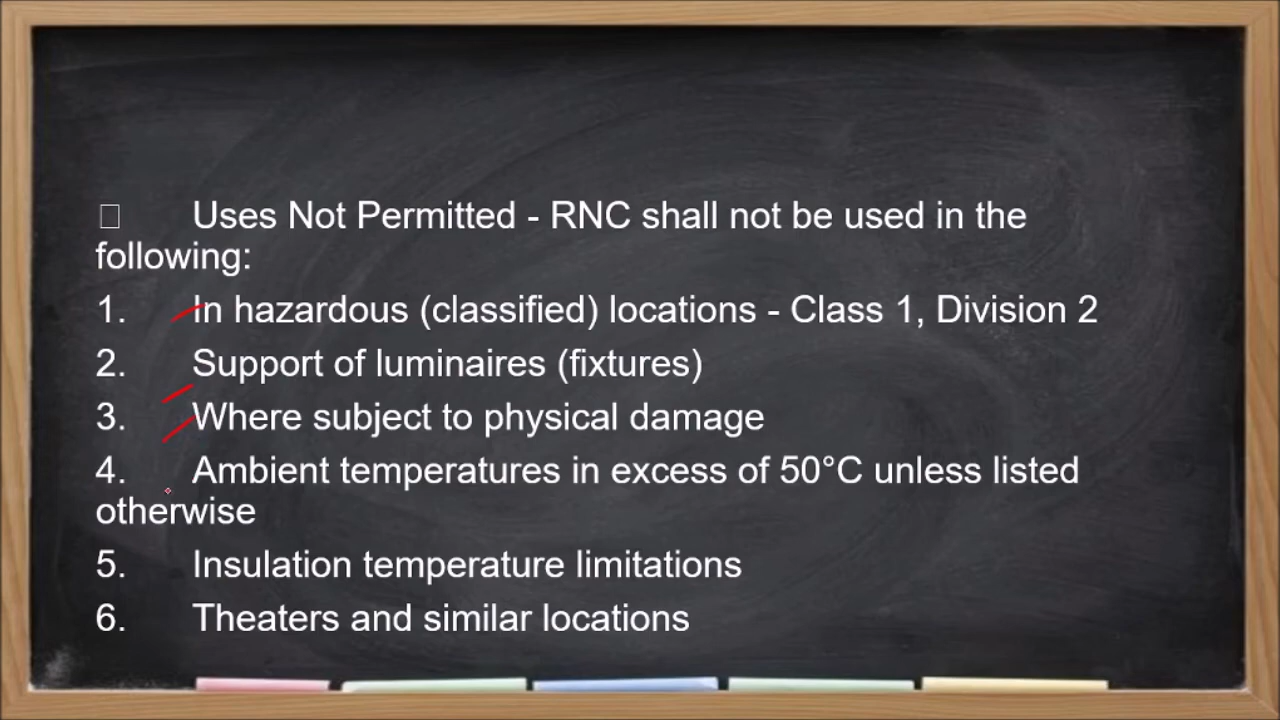 Uses Not Permitted - RNC shall not be used in the
following:
1. In hazardous (classified) locations - Class 1, Division 2
2. Support of luminaires (fixtures)
3. Where subject to physical damage
4. Ambient temperatures in excess of 50°C unless listed
otherwise
5. Insulation temperature limitations
6. Theaters and similar locations